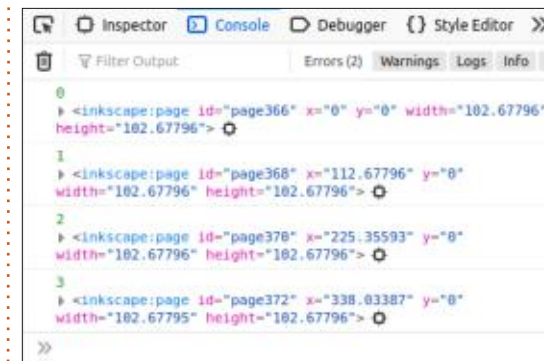 Inspector Console Debugger {} Style Editor
Filter Output Errors (2) Warnings Logs Info
0
<inkscape:page id="page366" x="0" y="0" width="102.67796"
height="102.67796">
1
<inkscape:page id="page368" x="112.67796" y="0"
width="102.67796" height="102.67796">
2
<inkscape:page id="page370" x="225.35593" y="0"
width="102.67796" height="102.67796">
3
<inkscape:page id="page372" x="338.03387" y="0"
width="102.67795" height="102.67796">